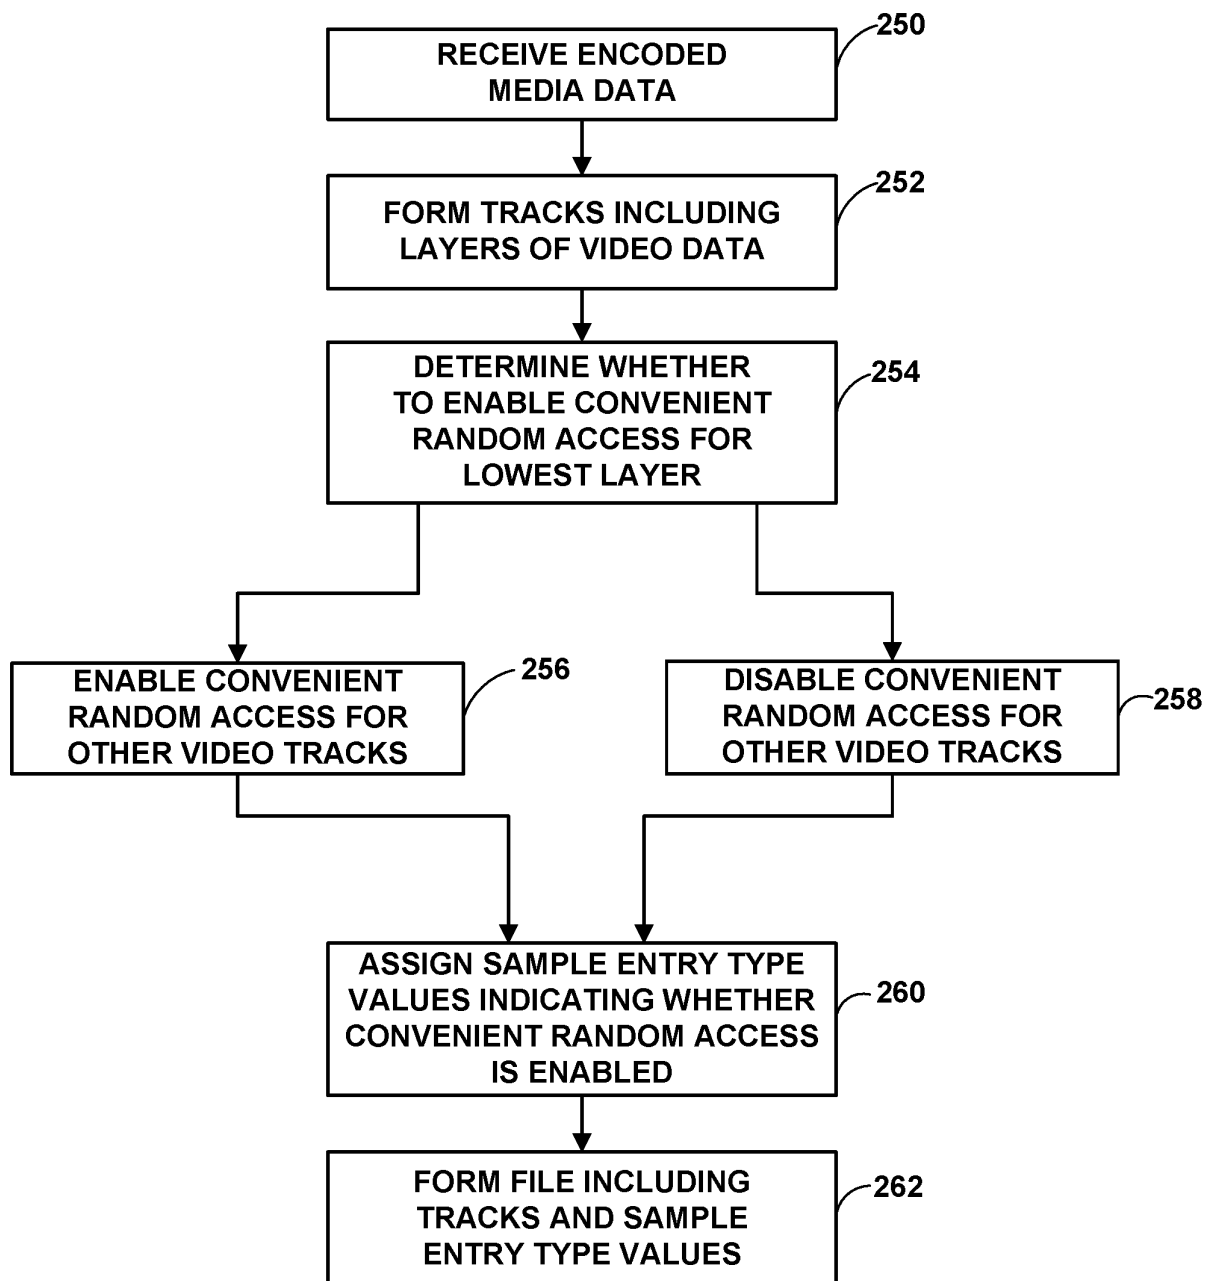 250
RECEIVE ENCODED
MEDIA DATA
252
FORM TRACKS INCLUDING
LAYERS OF VIDEO DATA
254
DETERMINE WHETHER
TO ENABLE CONVENIENT
RANDOM ACCESS FOR
LOWEST LAYER
256
ENABLE CONVENIENT
RANDOM ACCESS FOR
OTHER VIDEO TRACKS
258
DISABLE CONVENIENT
RANDOM ACCESS FOR
OTHER VIDEO TRACKS
260
ASSIGN SAMPLE ENTRY TYPE
VALUES INDICATING WHETHER
CONVENIENT RANDOM ACCESS
IS ENABLED
262
FORM FILE INCLUDING
TRACKS AND SAMPLE
ENTRY TYPE VALUES